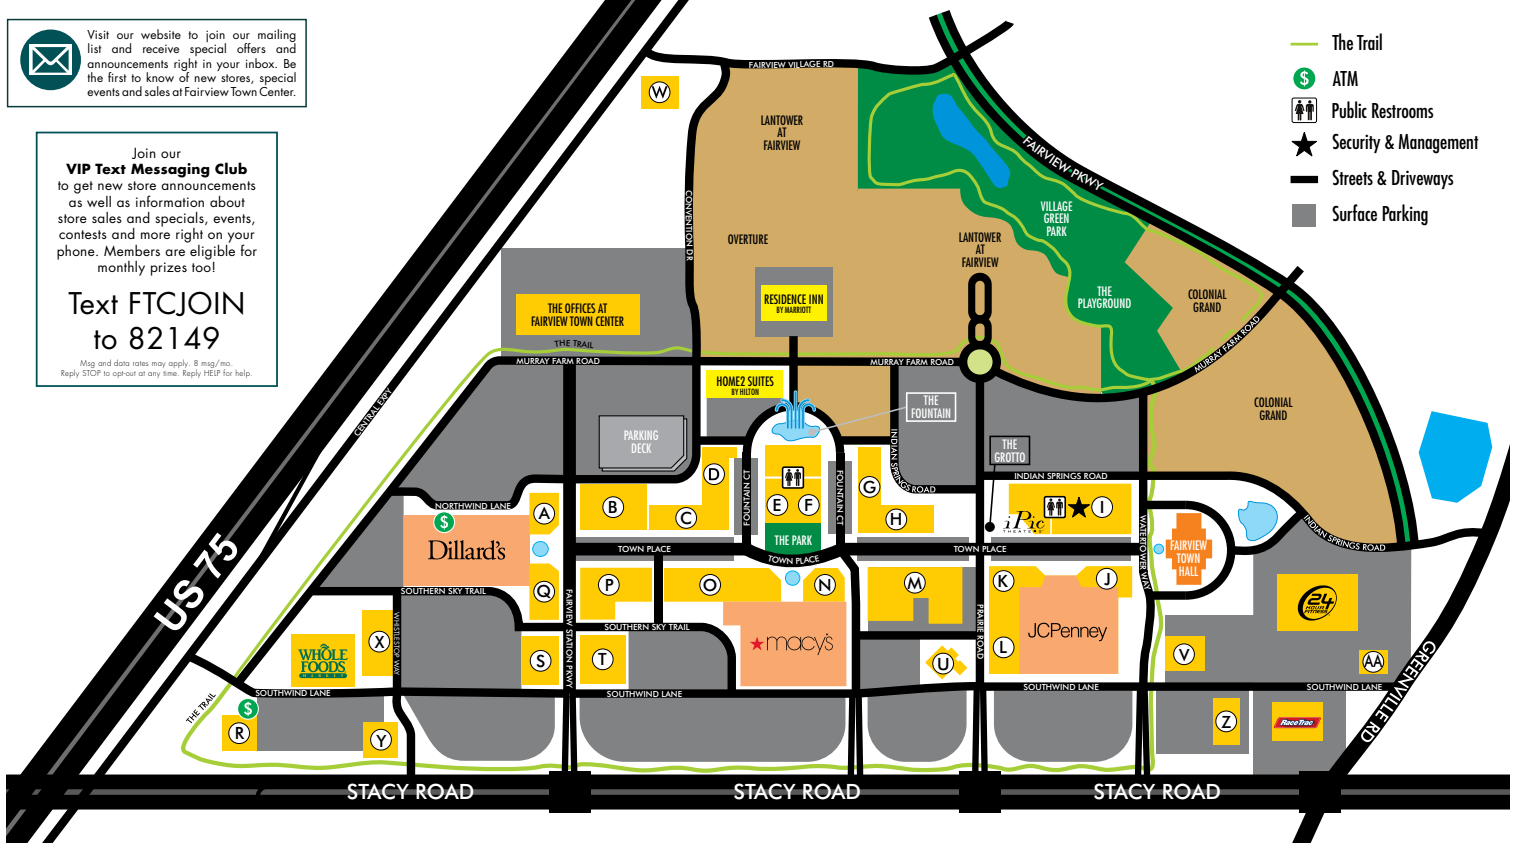 Visit our website to join our mailing
list and receive special offers and
announcements right in your inbox. Be
the first to know of new stores, special
events and sales at Fairview Town Center.
Join our
VIP Text Messaging Club
to get new store announcements
as well as information about
store sales and specials, events,
contests and more right on your
phone. Members are eligible for
monthly prizes too!
Text FTCJOIN
to 82149
Msg and data rates may apply. 8 msg/mo.
Reply STOP to opt-out at any time. Reply HELP for help.
The Trail
$
ATM
Public Restrooms
Security & Management
Streets & Driveways
Surface Parking
FAIRVIEW VILLAGE RD
W
LANTOWER
AT
FAIRVIEW
FAIRVIEW PKWY
CONVENTION DR
VILLAGE
GREEN
PARK
OVERTURE
LANTOWER
AT
FAIRVIEW
THE
PLAYGROUND
COLONIAL
GRAND
RESIDENCE INN
BY MARRIOTT
THE OFFICES AT
FAIRVIEW TOWN CENTER
THE TRAIL
MURRAY FARM ROAD
MURRAY FARM ROAD
MURRAY FARM ROAD
HOME2 SUITES
BY HILTON
THE
FOUNTAIN
COLONIAL
GRAND
CENTRAL EXPY
PARKING
DECK
THE
GROTTO
INDIAN SPRINGS ROAD
INDIAN SPRINGS ROAD
INDIAN SPRINGS ROAD
D
FOUNTAIN CT
FOUNTAIN CT
G
NORTHWIND LANE
A
B
C
E
F
H
iPic
THEATERS
I
$
Dillard's
THE PARK
TOWN PLACE
TOWN PLACE
TOWN PLACE
WATERTOWER WAY
FAIRVIEW
TOWN
HALL
US 75
SOUTHERN SKY TRAIL
Q
P
O
N
M
K
J
24
HOUR
FITNESS
FAIRVIEW STATION PKWY
PRAIRIE ROAD
WHISTLESTOP WAY
X
SOUTHERN SKY TRAIL
macy's
JCPenney
WHOLE
FOODS
MARKET
S
T
U
L
V
AA
GREENVILLE RD
SOUTHWIND LANE
SOUTHWIND LANE
SOUTHWIND LANE
SOUTHWIND LANE
THE TRAIL
$
R
Y
Z
RaceTrac
STACY ROAD
STACY ROAD
STACY ROAD